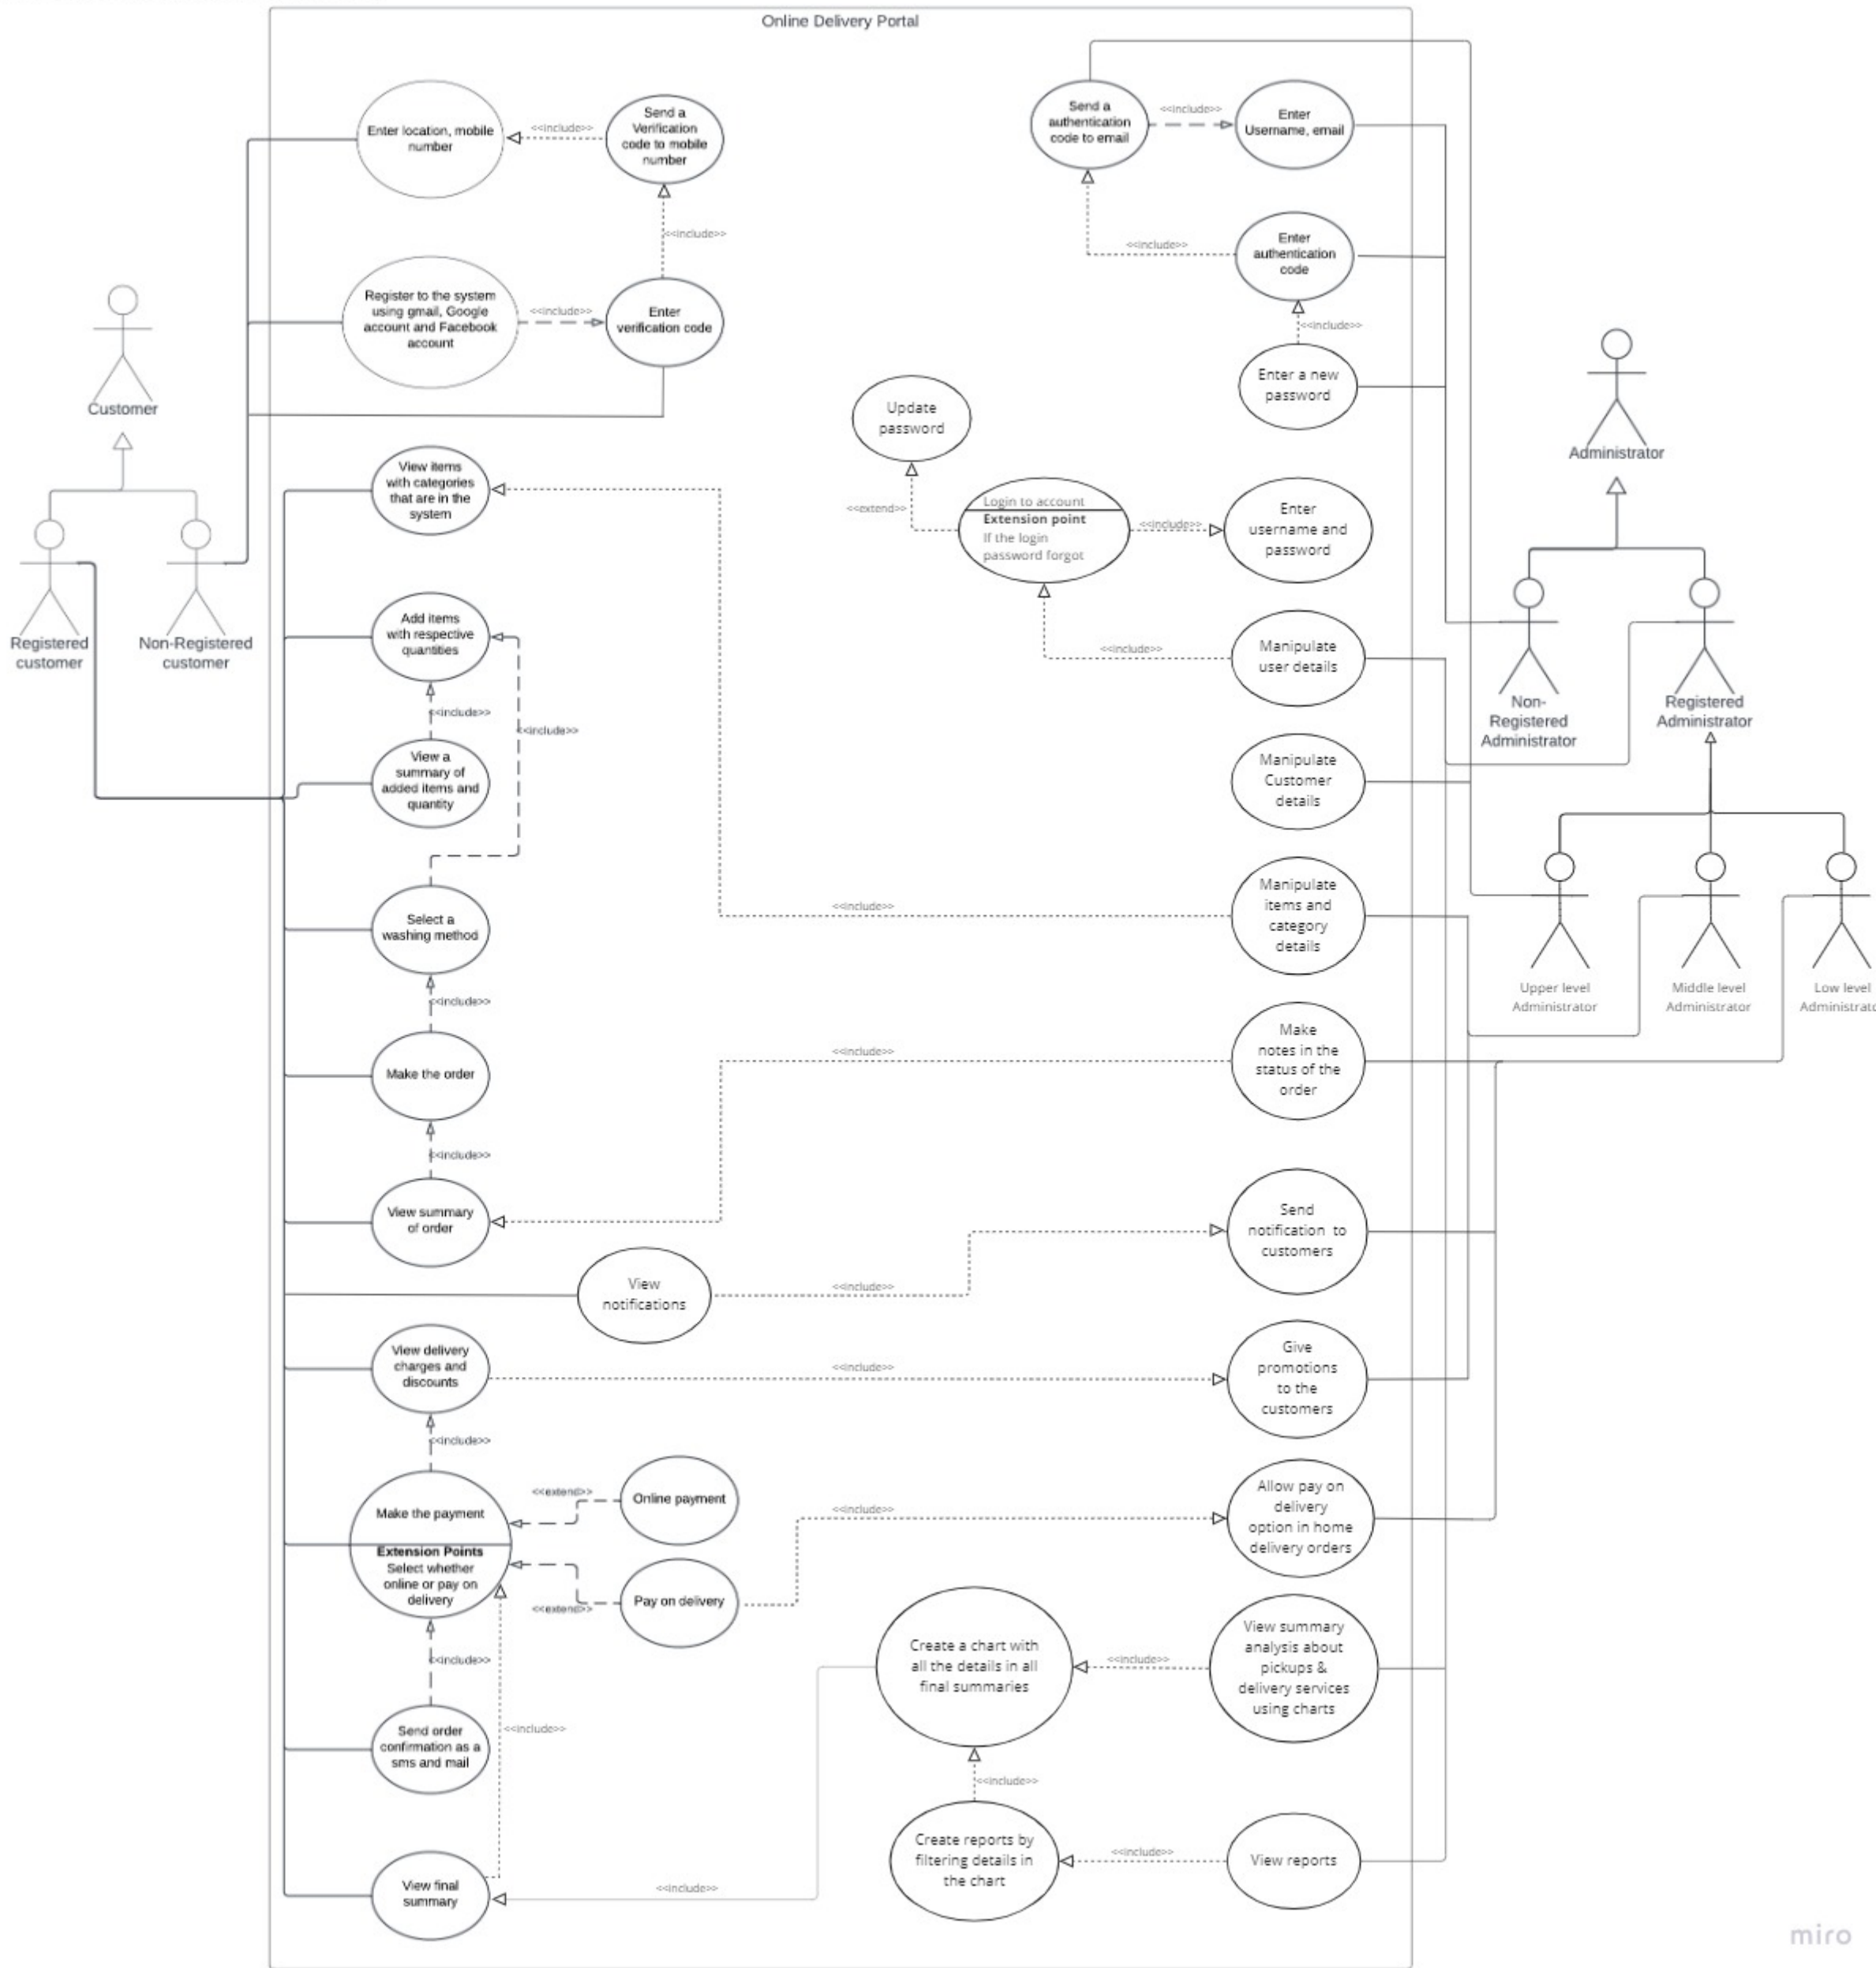 Online Delivery Portal
Enter location, mobile
number
<<include>>
Send a
Verification
code to mobile
number
<<include>>
Register to the system
using gmail, Google
account and Facebook
account
<<include>>
Enter
verification code
Customer
Registered
customer
Non-Registered
customer
View items
with categories
that are in the
system
Add items
with respective
quantities
<<include>>
<<include>>
View a
summary of
added items and
quantity
Select a
washing method
<<include>>
Make the order
<<include>>
View summary
of order
View
notifications
<<include>>
View delivery
charges and
discounts
<<include>>
<<include>>
Make the payment
Extension Points
Select whether
online or pay on
delivery
<<extend>>
Online payment
<<extend>>
Pay on delivery
<<include>>
<<include>>
Send order
confirmation as a
sms and mail
<<include>>
View final
summary
<<include>>
Send a
authentication
code to email
<<include>>
Enter
Username, email
<<include>>
Enter
authentication
code
<<include>>
Enter a new
password
Update
password
<<extend>>
Login to account
Extension point
If the login
password forgot
<<include>>
Enter
username and
password
<<include>>
Manipulate
user details
Manipulate
Customer
details
<<include>>
Manipulate
items and
category
details
<<include>>
Make
notes in the
status of the
order
Send
notification to
customers
Give
promotions
to the
customers
Allow pay on
delivery
option in home
delivery orders
Create a chart with
all the details in all
final summaries
<<include>>
View summary
analysis about
pickups &
delivery services
using charts
<<include>>
Create reports by
filtering details in
the chart
<<include>>
View reports
Administrator
Non-
Registered
Administrator
Registered
Administrator
Upper level
Administrator
Middle level
Administrator
Low level
Administrato
miro